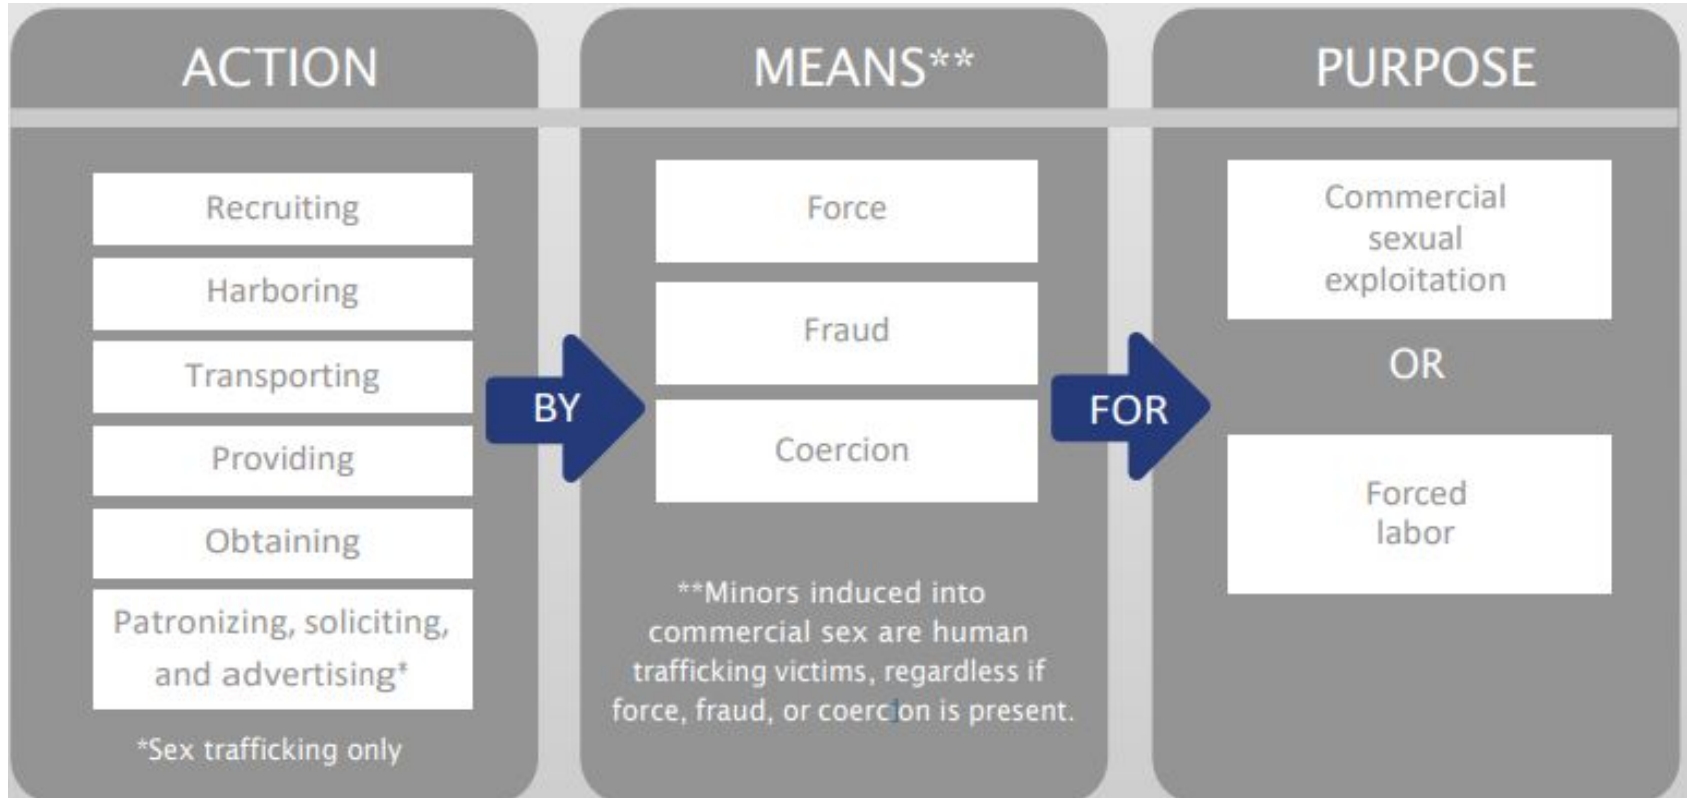 ACTION
Recruiting
Harboring
Transporting
Providing
Obtaining
Patronizing, soliciting,
and advertising*
*Sex trafficking only
BY
MEANS**
Force
Fraud
Coercion
**Minors induced into
commercial sex are human
trafficking victims, regardless if
force, fraud, or coercion is present.
FOR
PURPOSE
Commercial
sexual
exploitation
OR
Forced
labor